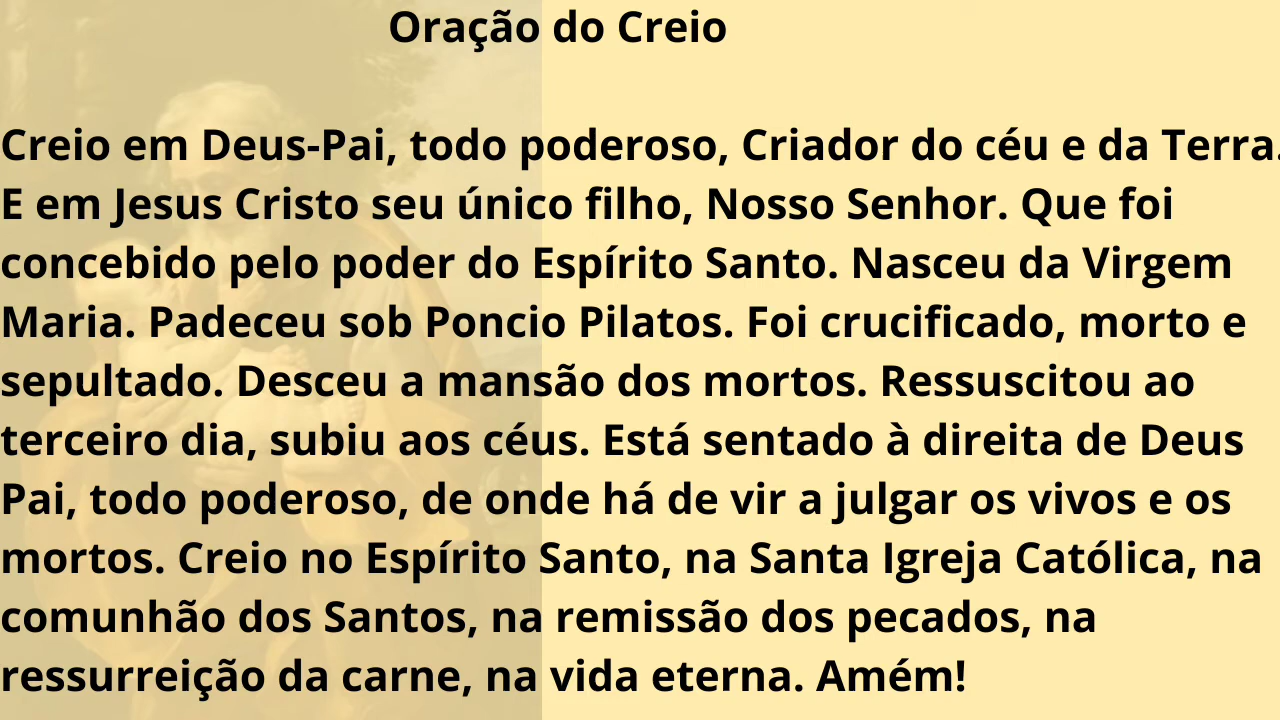 Oração do Creio
Creio em Deus-Pai, todo poderoso, Criador do céu e da Terra.
E em Jesus Cristo seu único filho, Nosso Senhor. Que foi
concebido pelo poder do Espírito Santo. Nasceu da Virgem
Maria. Padeceu sob Poncio Pilatos. Foi crucificado, morto e
sepultado. Desceu a mansão dos mortos. Ressuscitou ao
terceiro dia, subiu aos céus. Está sentado à direita de Deus
Pai, todo poderoso, de onde há de vir a julgar os vivos e os
mortos. Creio no Espírito Santo, na Santa Igreja Católica, na
comunhão dos Santos, na remissão dos pecados, na
ressurreição da carne, na vida eterna. Amém!